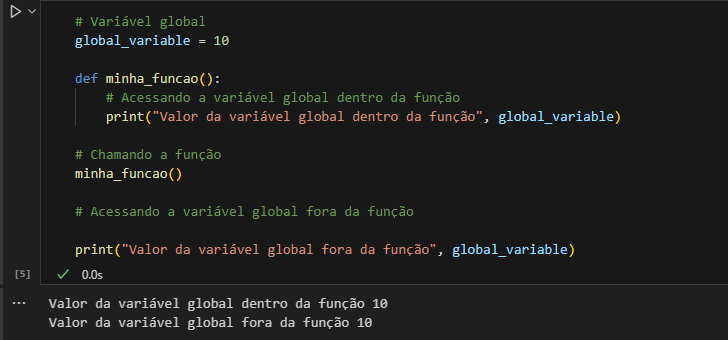 # Variável global
global_variable = 10
def minha_funcao():
# Acessando a variável global dentro da função
print("Valor da variável global dentro da função", global_variable)
# Chamando a função
minha_funcao()
# Acessando a variável global fora da função
print("Valor da variável global fora da função", global_variable)
[5]
0.0s
Valor da variável global dentro da função 10
Valor da variável global fora da função 10